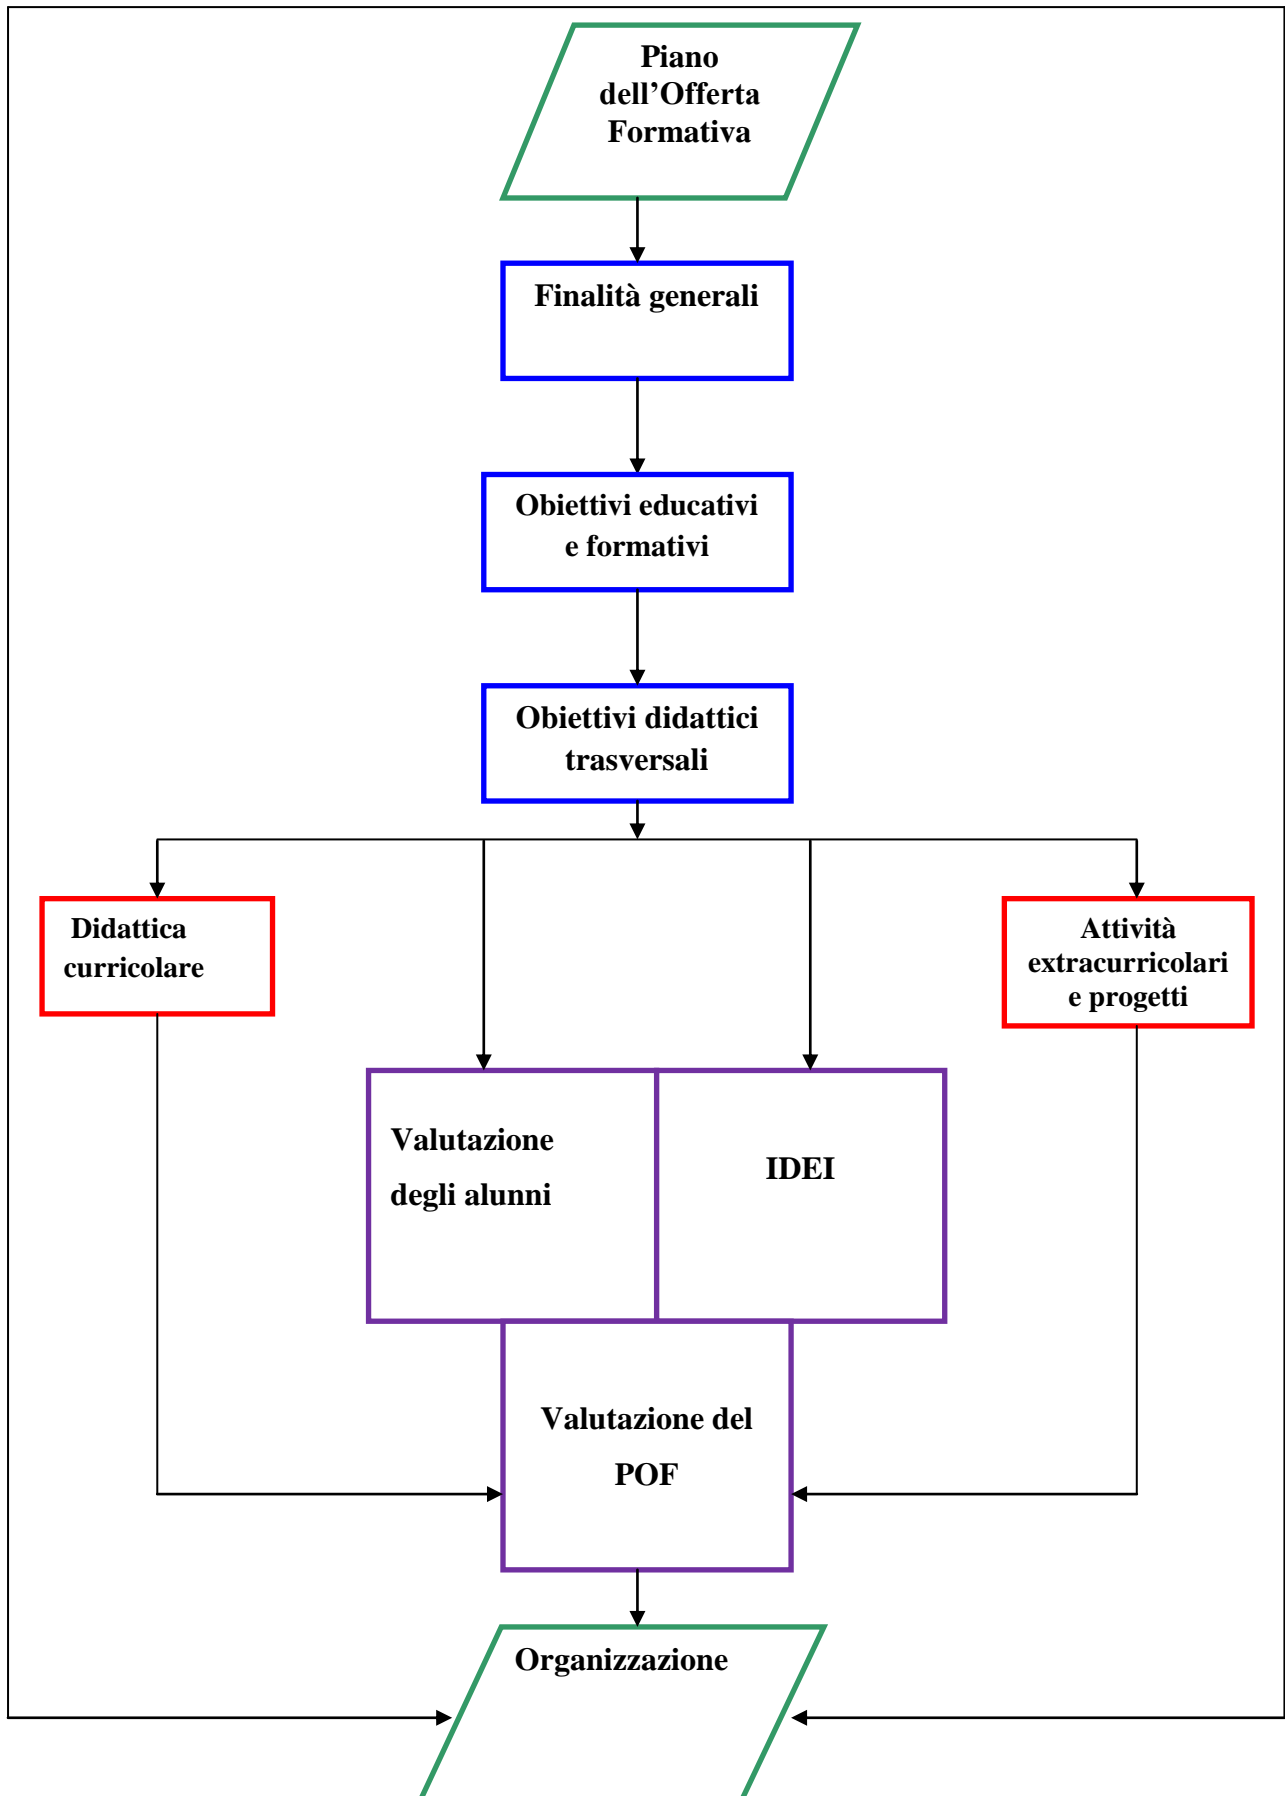 Piano
dell’Offerta
Formativa
Finalità generali
Obiettivi educativi
e formativi
Obiettivi didattici
trasversali
Didattica
curricolare
Attività
extracurricolari
e progetti
Valutazione
degli alunni
IDEI
Valutazione del
POF
Organizzazione